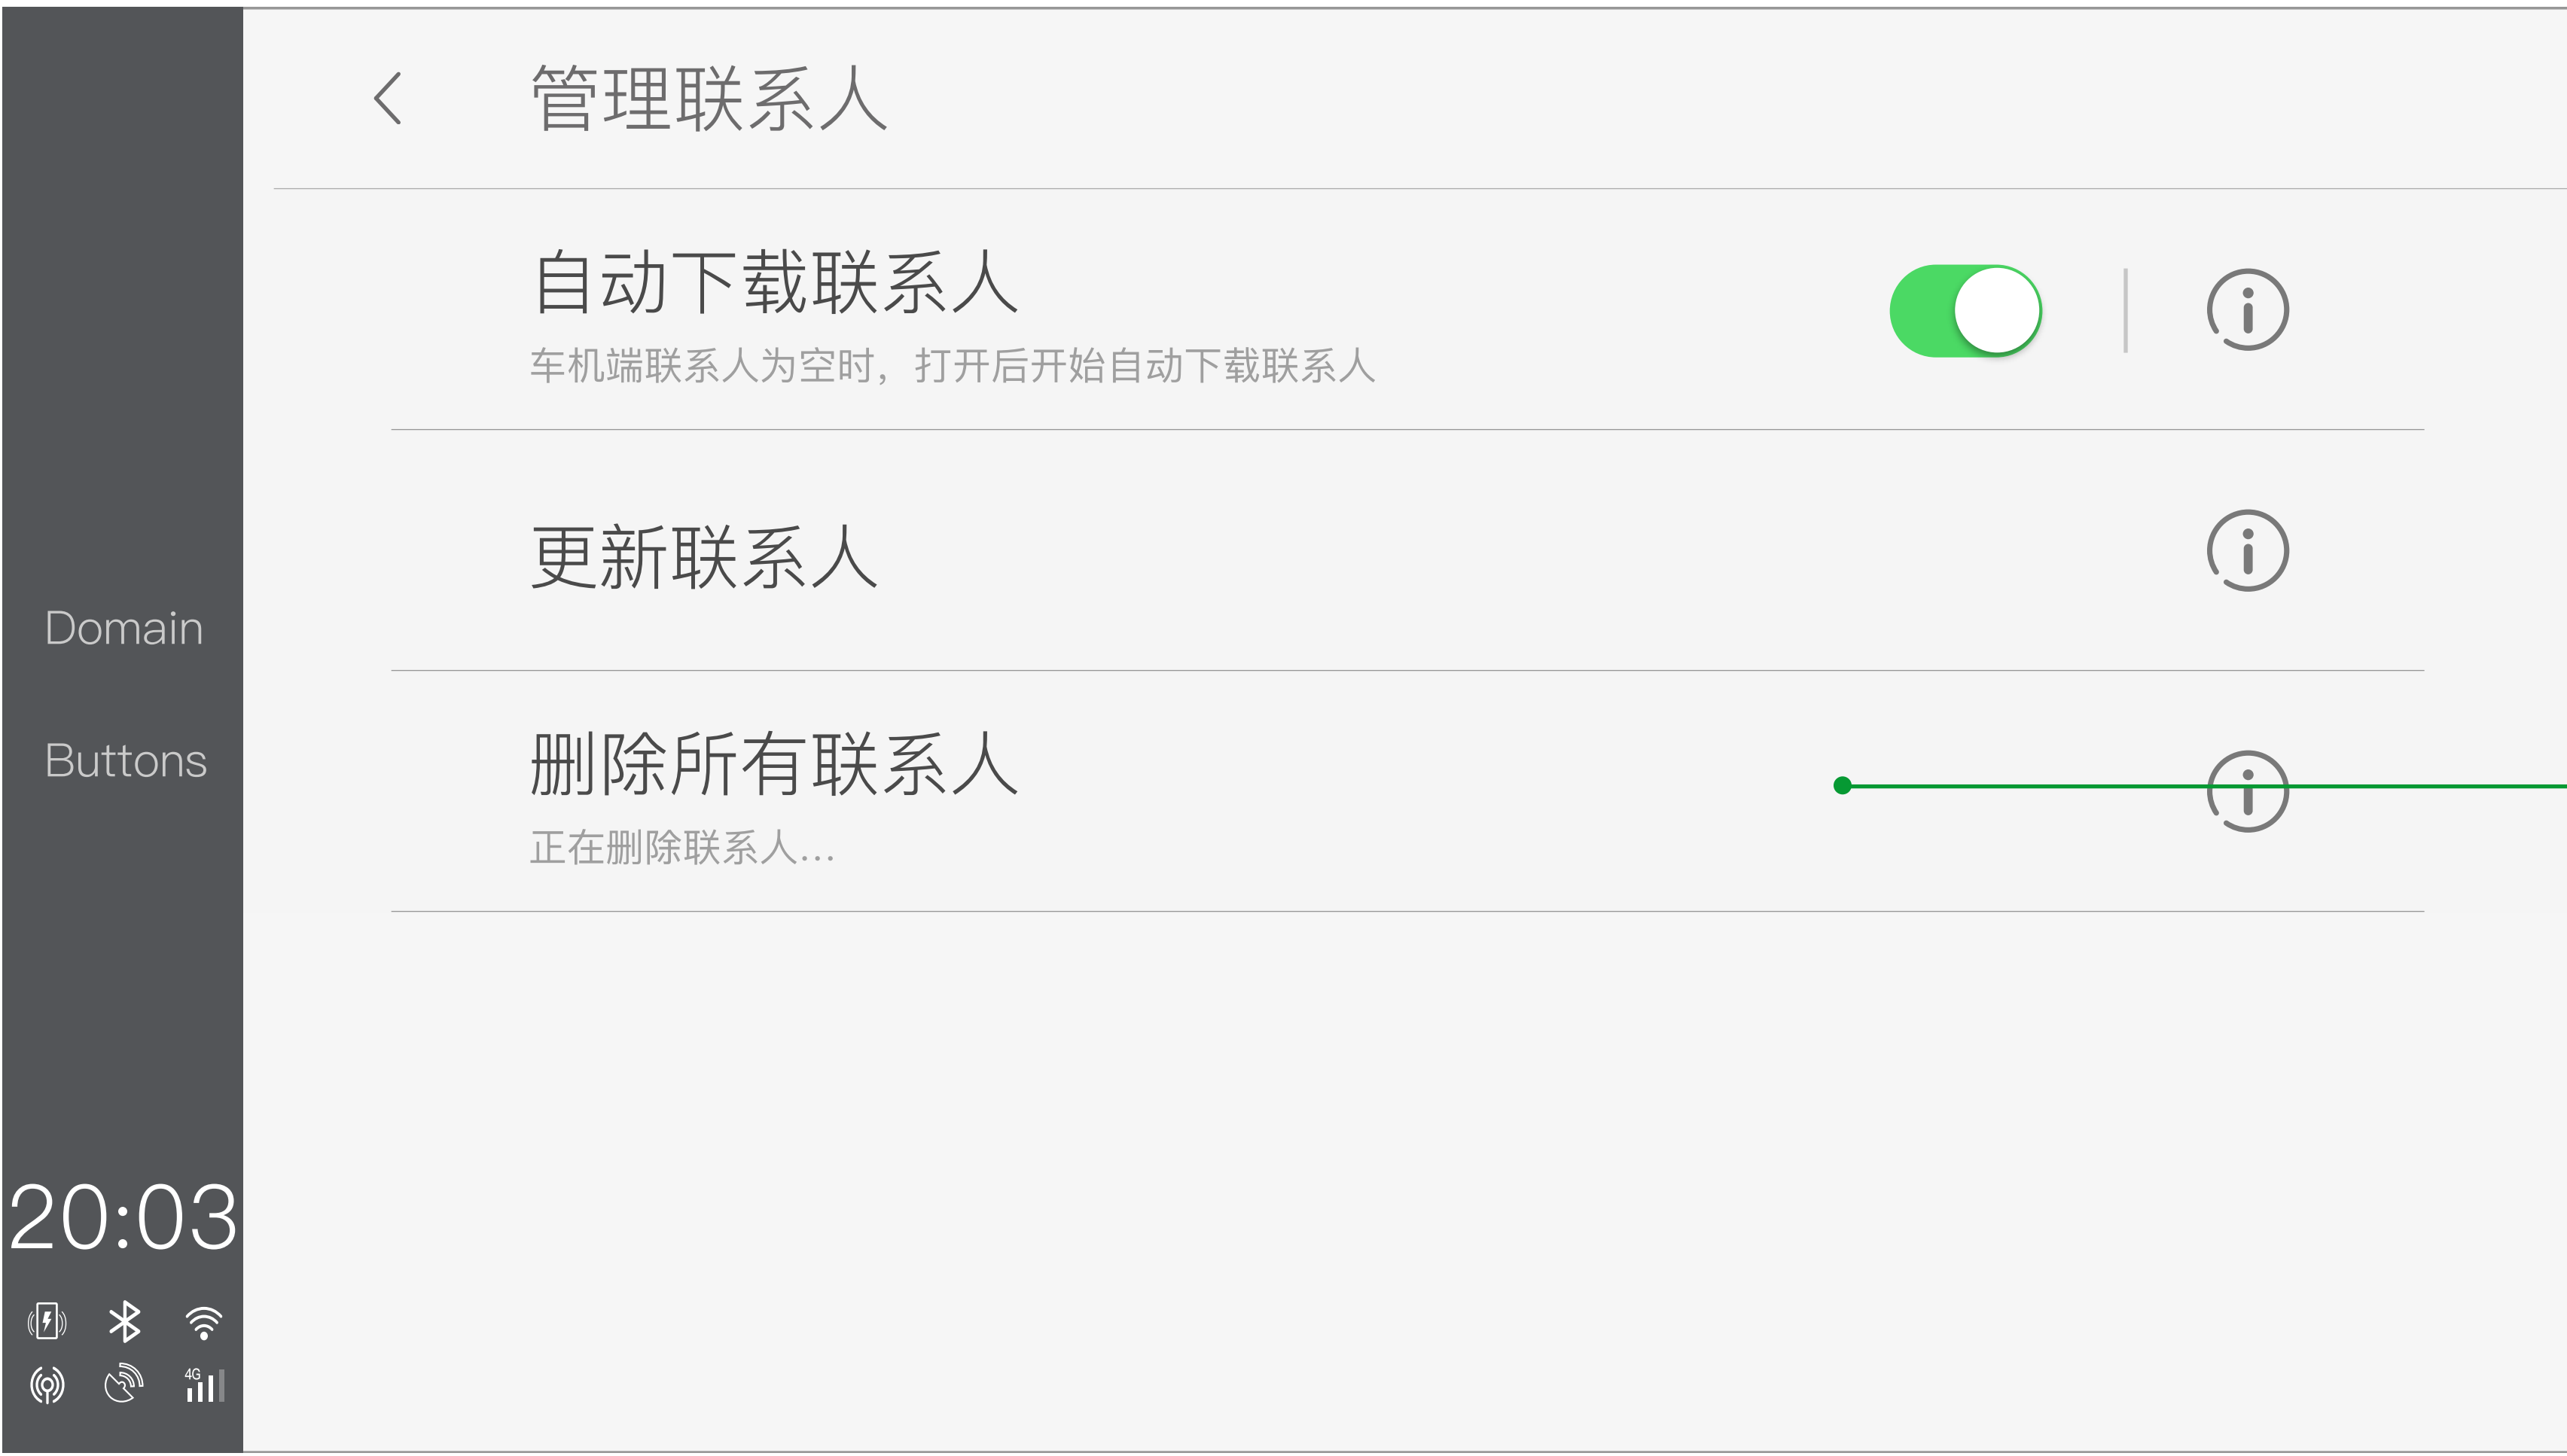 管理联系人
自动下载联系人
车机端联系人为空时，打开后开始自动下载联系人
更新联系人
Domain
Buttons
删除所有联系人
正在删除联系人...
20:03
4G